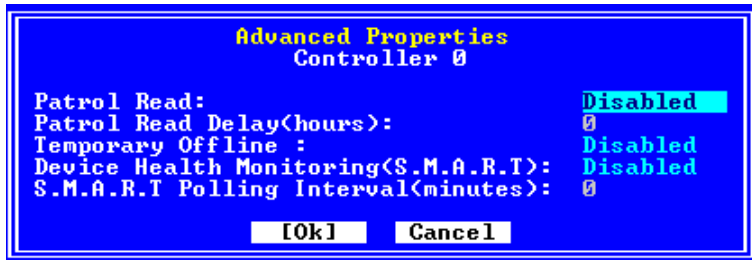 Advanced Properties
Controller 0
Patrol Read: Disabled
Patrol Read Delay(hours): 0
Temporary Offline : Disabled
Device Health Monitoring(S.M.A.R.T): Disabled
S.M.A.R.T Polling Interval(minutes): 0
[Ok] Cancel